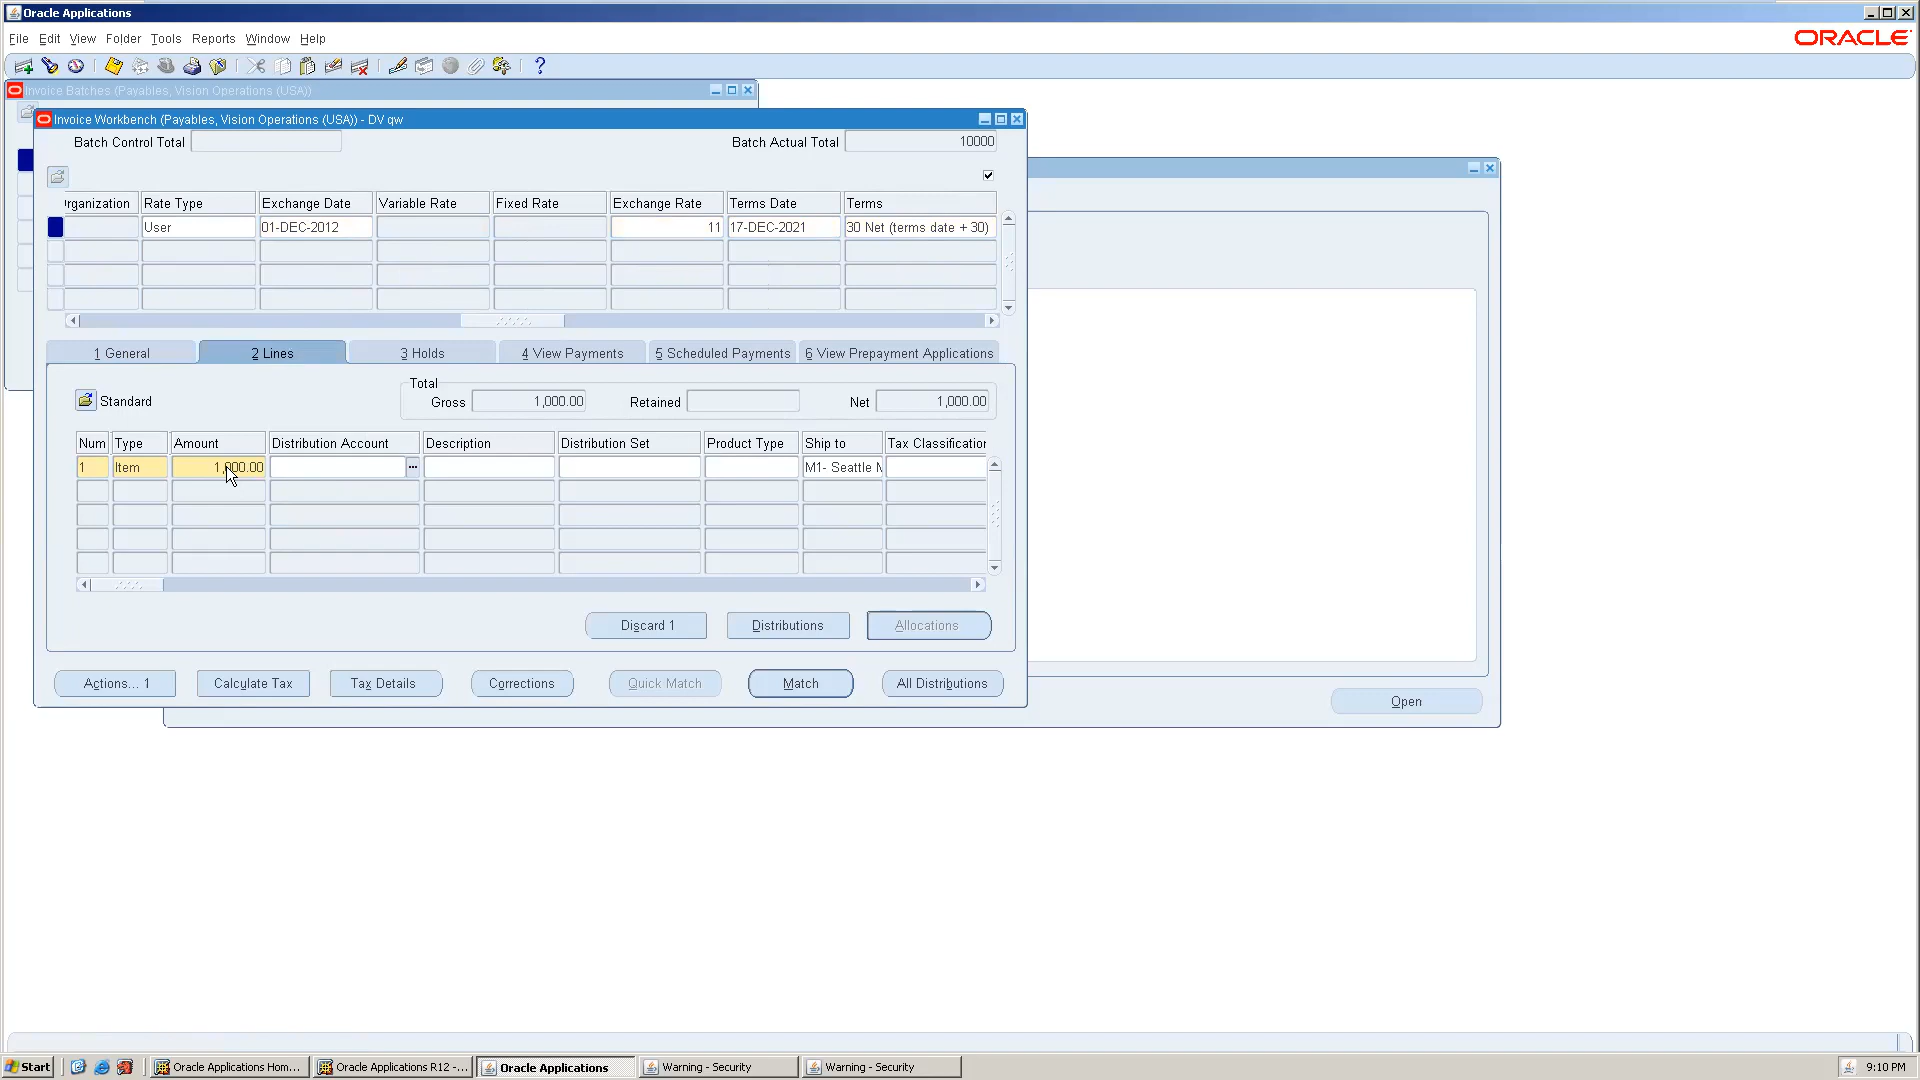 Oracle Applications
File Edit View Folder Tools Reports Window Help
ORACLE
Invoice Batches (Payables, Vision Operations (USA))
Invoice Workbench (Payables, Vision Operations (USA)) - DV qw
Batch Control Total
Batch Actual Total 10000
rganization Rate Type Exchange Date Variable Rate Fixed Rate Exchange Rate Terms Date Terms
User 01-DEC-2012 11 17-DEC-2021 30 Net (terms date + 30)
1 General 2 Lines 3 Holds 4 View Payments 5 Scheduled Payments 6 View Prepayment Applications
Total
Standard Gross 1,000.00 Retained Net 1,000.00
Num Type Amount Distribution Account Description Distribution Set Product Type Ship to Tax Classification
1 Item 1,000.00 ... M1- Seattle M
Discard 1 Distributions Allocations
Actions... 1 Calculate Tax Tax Details Corrections Quick Match Match All Distributions
Open
Start Oracle Applications Hom... Oracle Applications R12 -... Oracle Applications Warning - Security Warning - Security 9:10 PM